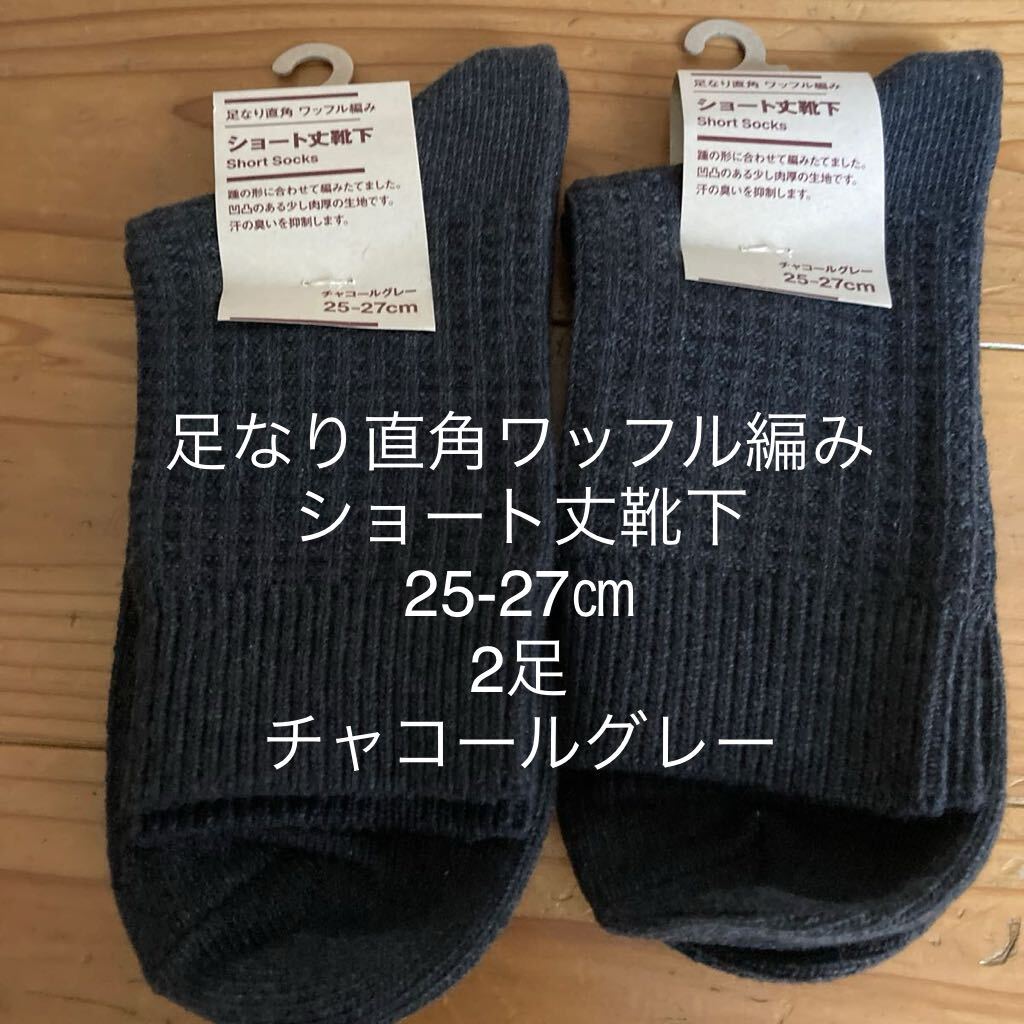 足なり直角 ワッフル編み
ショート丈靴下
Short Socks
踵の形に合わせて編みたてました。
凹凸のある少し肉厚の生地です。
汗の臭いを抑制します。
チャコールグレー
25-27cm
足なり直角 ワッフル編み
ショート丈靴下
Short Socks
踵の形に合わせて編みたてました。
凹凸のある少し肉厚の生地です。
汗の臭いを抑制します。
チャコールグレー
25-27cm
足なり直角ワッフル編み
ショート丈靴下
25-27㎝
2足
チャコールグレー